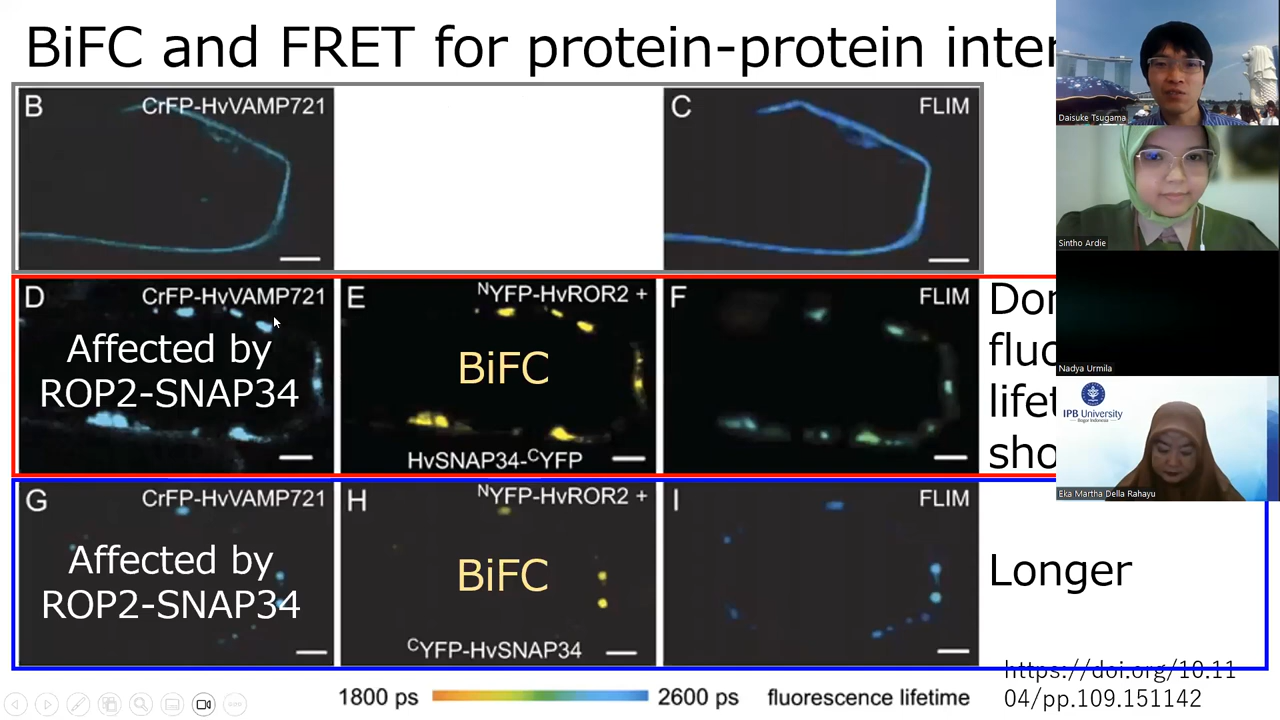 BiFC and FRET for protein-protein inter
B
CrFP-HvVAMP721
C
FLIM
D
CrFP-HvVAMP721
Affected by
ROP2-SNAP34
E
NYFP-HvROR2 +
BiFC
HvSNAP34-CYFP
F
FLIM
Don
fluo
lifet
sho
G
CrFP-HvVAMP721
Affected by
ROP2-SNAP34
H
NYFP-HvROR2 +
BiFC
CYFP-HvSNAP34
I
FLIM
Longer
1800 ps
2600 ps
fluorescence lifetime
https://doi.org/10.11
04/pp.109.151142
Daisuke Tsugama
Sintho Ardie
Nadya Urmila
IPB University
Bogor Indonesia
Eka Martha Della Rahayu